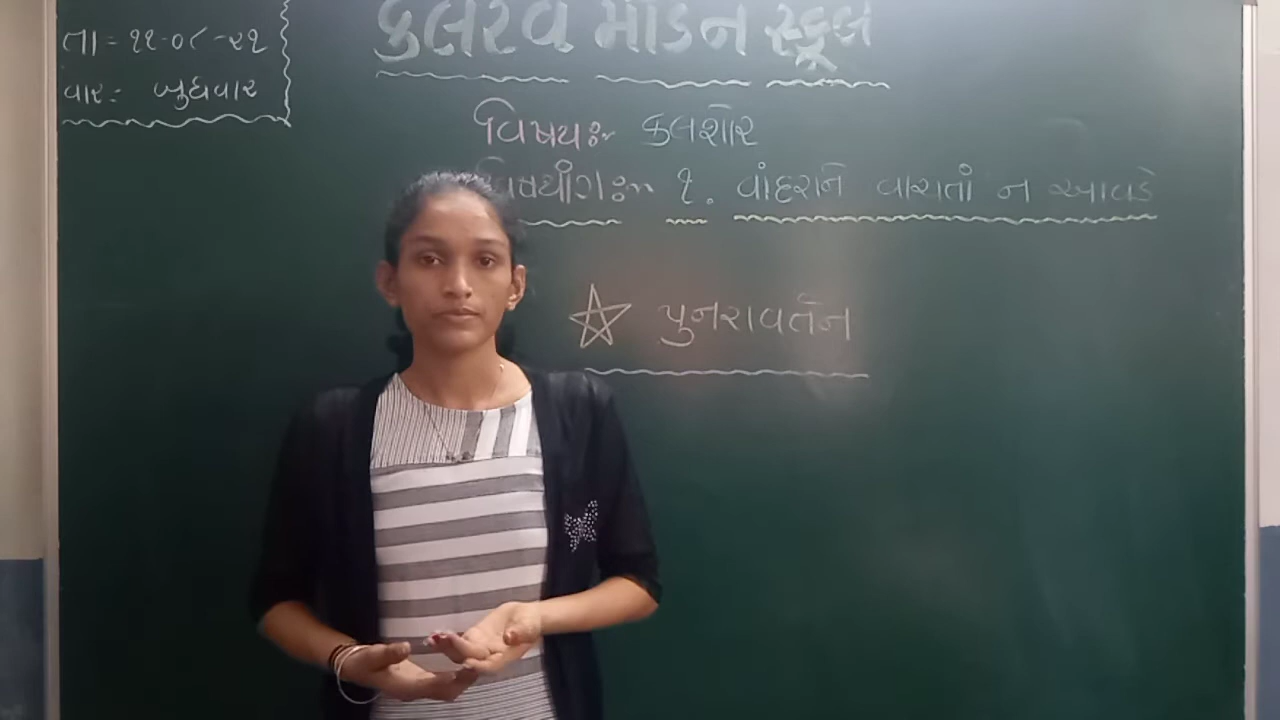 તા = ૧૧-૦૮-૨૧
વાર: બુધવાર
કલરવ મોર્ડન સ્કૂલ
વિષય:- કલશોર
વિષયાંગ:- ૧. વાંદરાને વાચતાં ન આવડે
પુનરાવર્તન